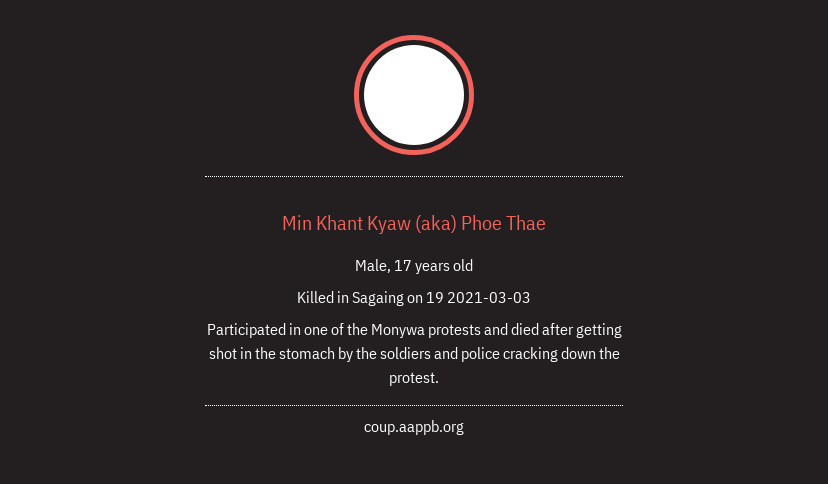 Min Khant Kyaw (aka) Phoe Thae
Male, 17 years old
Killed in Sagaing on 19 2021-03-03
Participated in one of the Monywa protests and died after getting
shot in the stomach by the soldiers and police cracking down the
protest.
coup.aappb.org